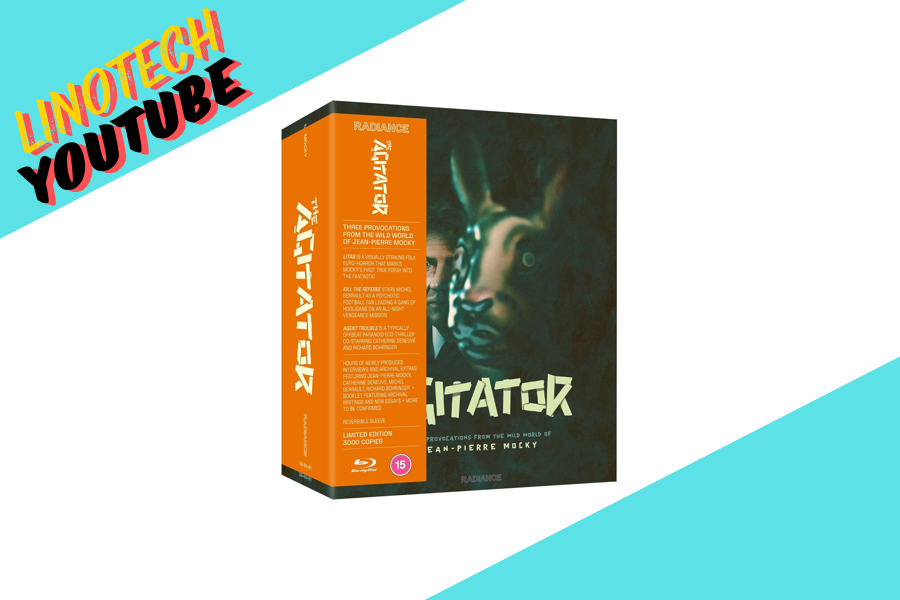 LINOTECH
YOUTUBE
THE
AGITATOR
RADIANCE
RADIANCE
THE
AGITATOR
THREE PROVOCATIONS
FROM THE WILD WORLD
OF JEAN-PIERRE MOCKY
LITAN IS A VISUALLY STRIKING FOLK
EURO-HORROR THAT MARKS
MOCKY'S FIRST TRUE FORAY INTO
THE FANTASTIC
KILL THE REFEREE STARS MICHEL
SERRAULT AS A PSYCHOTIC
FOOTBALL FAN LEADING A GANG OF
HOOLIGANS ON AN ALL-NIGHT
VENGEANCE MISSION
AGENT TROUBLE IS A TYPICALLY
OFFBEAT PARANOID ECO-THRILLER
CO-STARRING CATHERINE DENEUVE
AND RICHARD BOHRINGER
HOURS OF NEWLY PRODUCED
INTERVIEWS AND ARCHIVAL EXTRAS
FEATURING JEAN-PIERRE MOCKY,
CATHERINE DENEUVE, MICHEL
SERRAULT, RICHARD BOHRINGER +
BOOKLET FEATURING ARCHIVAL
WRITINGS AND NEW ESSAYS + MORE
TO BE CONFIRMED
REVERSIBLE SLEEVE
LIMITED EDITION
3000 COPIES
Blu-ray Disc
15
GITATOR
PROVOCATIONS FROM THE WILD WORLD OF
EAN-PIERRE MOCKY
RADIANCE